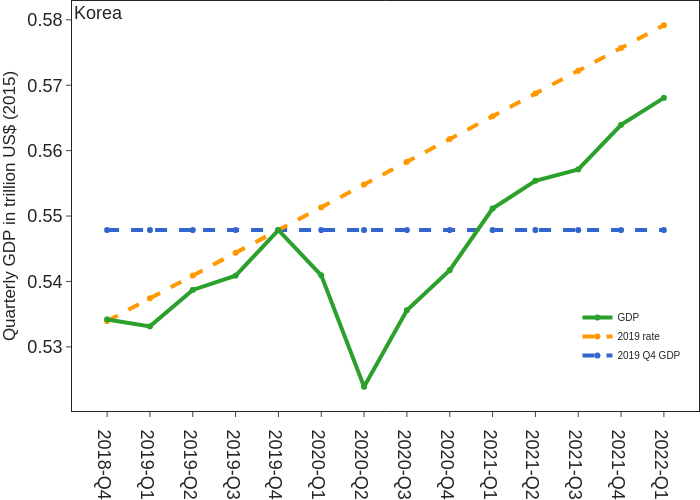 Korea
Quarterly GDP in trillion US$ (2015)
0.58
0.57
0.56
0.55
0.54
0.53
GDP
2019 rate
2019 Q4 GDP
2018-Q4
2019-Q1
2019-Q2
2019-Q3
2019-Q4
2020-Q1
2020-Q2
2020-Q3
2020-Q4
2021-Q1
2021-Q2
2021-Q3
2021-Q4
2022-Q1